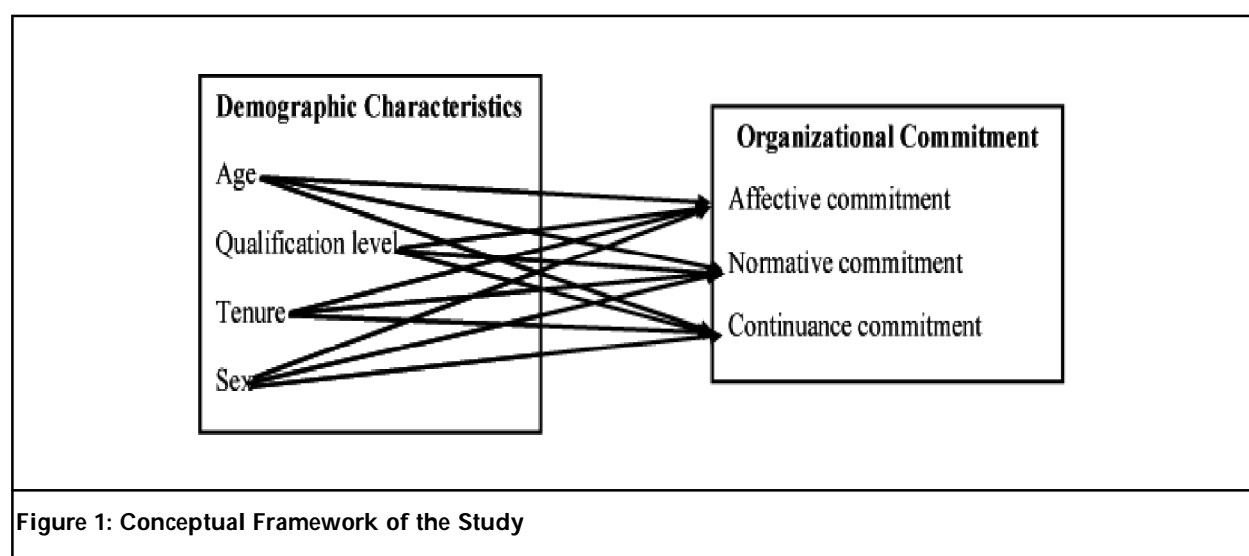 Demographic Characteristics
Age
Qualification level
Tenure
Sex
Organizational Commitment
Affective commitment
Normative commitment
Continuance commitment
Figure 1: Conceptual Framework of the Study